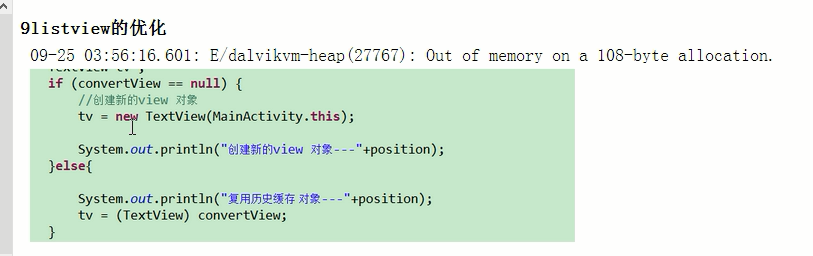 9listview的优化
09-25 03:56:16.601: E/dalvikvm-heap(27767): Out of memory on a 108-byte allocation.
if (convertView == null) {
//创建新的view 对象
tv = new TextView(MainActivity.this);
System.out.println("创建新的view 对象---"+position);
}else{
System.out.println("复用历史缓存 对象---"+position);
tv = (TextView) convertView;
}